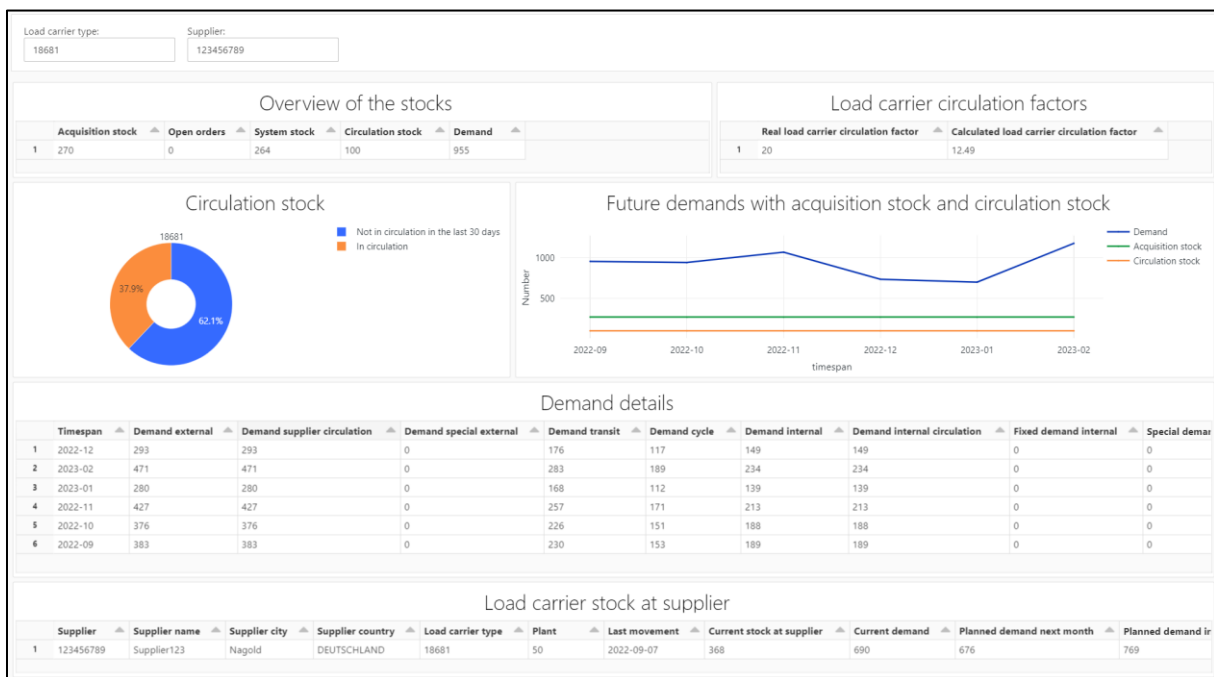 Load carrier type: Supplier:
18681 123456789
Overview of the stocks
Acquisition stock Open orders System stock Circulation stock Demand
1 270 0 264 100 955
Load carrier circulation factors
Real load carrier circulation factor Calculated load carrier circulation factor
1 20 12.49
Circulation stock
18681
Not in circulation in the last 30 days
In circulation
37.9%
62.1%
Future demands with acquisition stock and circulation stock
Demand
Acquisition stock
Circulation stock
Number
1000
500
2022-09 2022-10 2022-11 2022-12 2023-01 2023-02
timespan
Demand details
Timespan Demand external Demand supplier circulation Demand special external Demand transit Demand cycle Demand internal Demand internal circulation Fixed demand internal Special demar
1 2022-12 293 293 0 176 117 149 149 0 0
2 2023-02 471 471 0 283 189 234 234 0 0
3 2023-01 280 280 0 168 112 139 139 0 0
4 2022-11 427 427 0 257 171 213 213 0 0
5 2022-10 376 376 0 226 151 188 188 0 0
6 2022-09 383 383 0 230 153 189 189 0 0
Load carrier stock at supplier
Supplier Supplier name Supplier city Supplier country Load carrier type Plant Last movement Current stock at supplier Current demand Planned demand next month Planned demand ir
1 123456789 Supplier123 Nagold DEUTSCHLAND 18681 50 2022-09-07 368 690 676 769